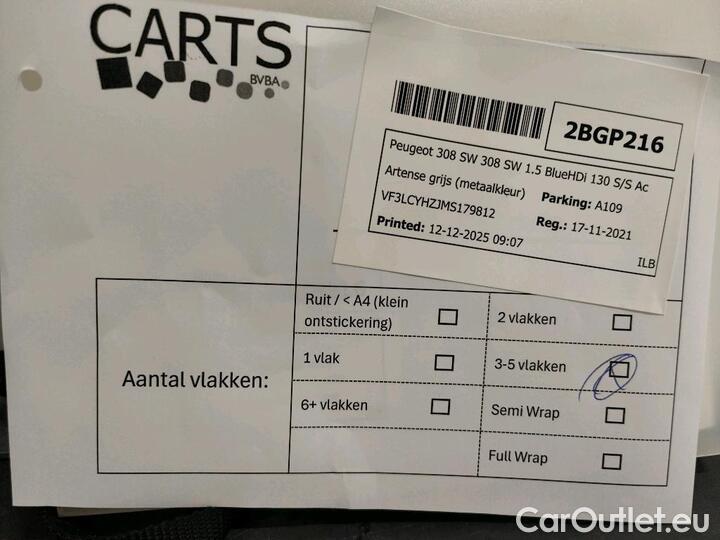 CARTS
BVBA
2BGP216
Peugeot 308 SW 308 SW 1.5 BlueHDi 130 S/S Ac
Artense grijs (metaalkleur) Parking: A109
VF3LCYHZJMS179812 Reg.: 17-11-2021
Printed: 12-12-2025 09:07
ILB
Aantal vlakken:
Ruit / < A4 (klein
ontstickering)
2 vlakken
1 vlak
3-5 vlakken
6+ vlakken
Semi Wrap
Full Wrap
CarOutlet.eu